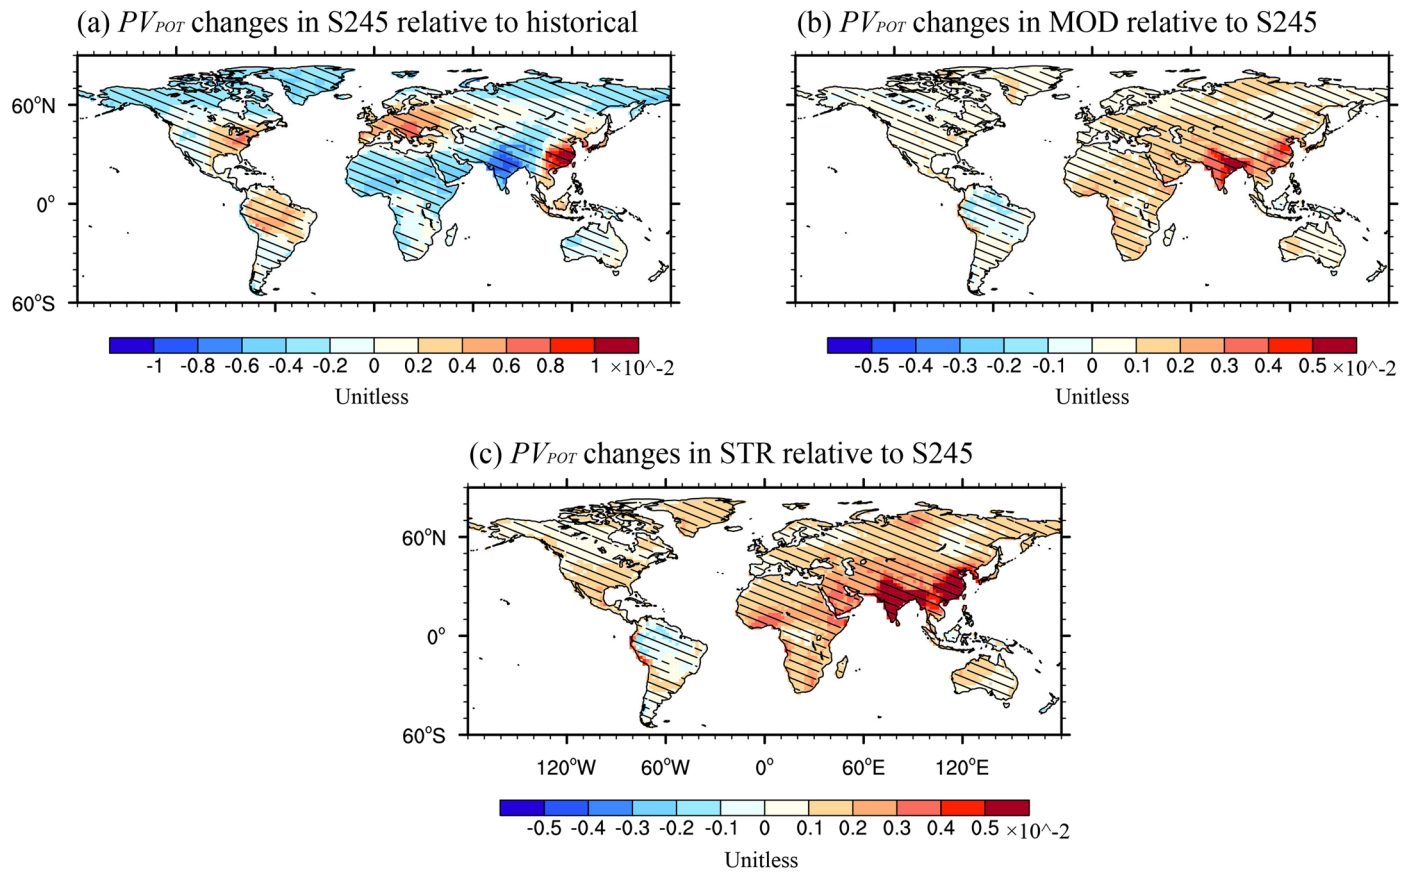 (a) PVPOT changes in S245 relative to historical
(b) PVPOT changes in MOD relative to S245
60°N
0°
60°S
-1 -0.8 -0.6 -0.4 -0.2 0 0.2 0.4 0.6 0.8 1 ×10^-2
Unitless
-0.5 -0.4 -0.3 -0.2 -0.1 0 0.1 0.2 0.3 0.4 0.5 ×10^-2
Unitless
(c) PVPOT changes in STR relative to S245
60°N
0°
60°S
120°W 60°W 0° 60°E 120°E
-0.5 -0.4 -0.3 -0.2 -0.1 0 0.1 0.2 0.3 0.4 0.5 ×10^-2
Unitless